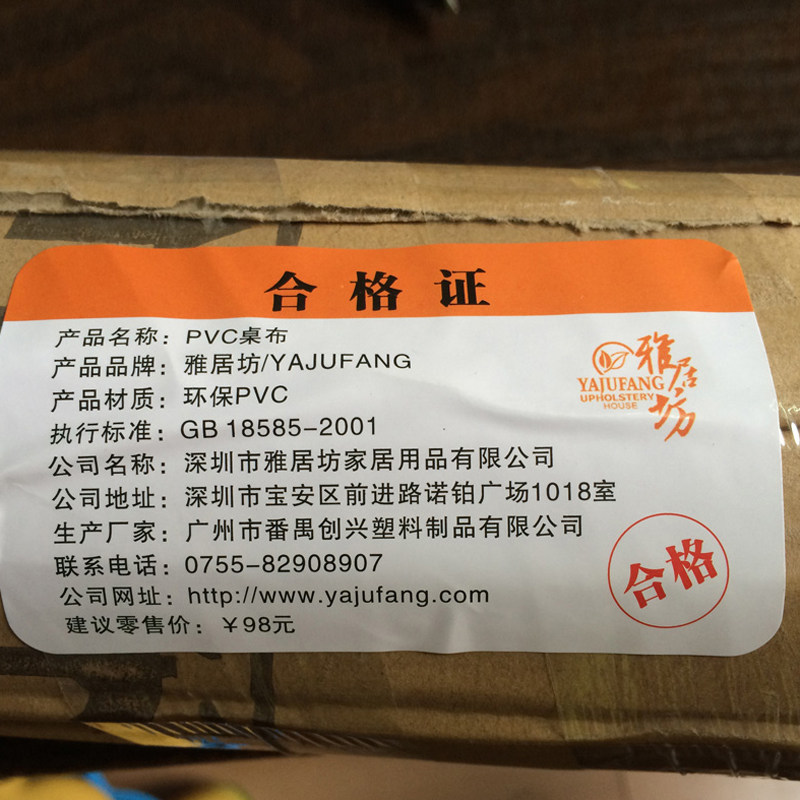 合格证
产品名称：PVC桌布
产品品牌：雅居坊/YAJUFANG
产品材质：环保PVC
执行标准：GB 18585-2001
公司名称：深圳市雅居坊家居用品有限公司
公司地址：深圳市宝安区前进路诺铂广场1018室
生产厂家：广州市番禺创兴塑料制品有限公司
联系电话：0755-82908907
公司网址：http://www.yajufang.com
建议零售价：￥98元
雅居坊
YAJUFANG
UPHOLSTERY
HOUSE
合格